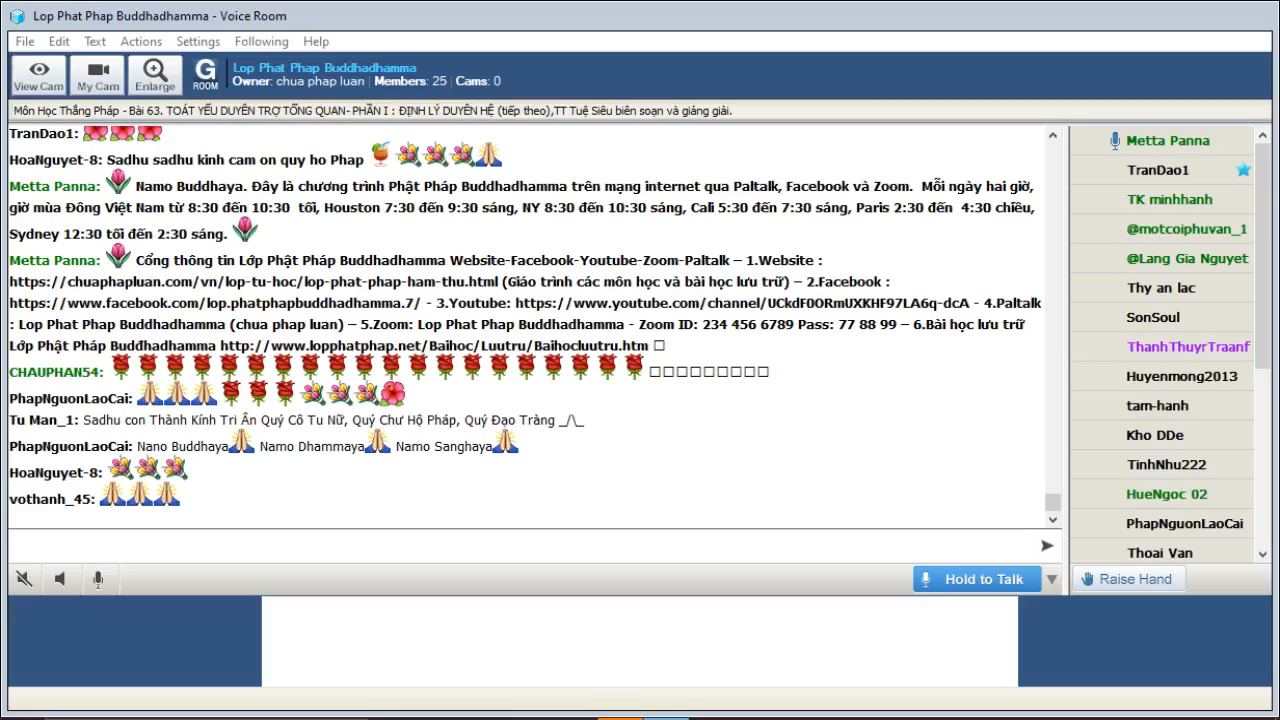 Lop Phat Phap Buddhadhamma - Voice Room
File Edit Text Actions Settings Following Help
View Cam My Cam Enlarge G ROOM
Lop Phat Phap Buddhadhamma
Owner: chua phap luan | Members: 25 | Cams: 0
Môn Học Thắng Pháp - Bài 63. TOÁT YẾU DUYÊN TRỢ TỔNG QUAN- PHẦN I : ĐỊNH LÝ DUYÊN HỆ (tiếp theo),TT Tuệ Siêu biên soạn và giảng giải.
TranDao1:
HoaNguyet-8: Sadhu sadhu kinh cam on quy ho Phap
Metta Panna: Namo Buddhaya. Đây là chương trình Phật Pháp Buddhadhamma trên mạng internet qua Paltalk, Facebook và Zoom. Mỗi ngày hai giờ,
giờ mùa Đông Việt Nam từ 8:30 đến 10:30 tối, Houston 7:30 đến 9:30 sáng, NY 8:30 đến 10:30 sáng, Cali 5:30 đến 7:30 sáng, Paris 2:30 đến 4:30 chiều,
Sydney 12:30 tối đến 2:30 sáng.
Metta Panna: Cổng thông tin Lớp Phật Pháp Buddhadhamma Website-Facebook-Youtube-Zoom-Paltalk – 1.Website :
https://chuaphapluan.com/vn/lop-tu-hoc/lop-phat-phap-ham-thu.html (Giáo trình các môn học và bài học lưu trữ) – 2.Facebook :
https://www.facebook.com/lop.phatphapbuddhadhamma.7/ - 3.Youtube: https://www.youtube.com/channel/UCkdF0ORmUXKHF97LA6q-dcA - 4.Paltalk
: Lop Phat Phap Buddhadhamma (chua phap luan) – 5.Zoom: Lop Phat Phap Buddhadhamma - Zoom ID: 234 456 6789 Pass: 77 88 99 – 6.Bài học lưu trữ
Lớp Phật Pháp Buddhadhamma http://www.lopphatphap.net/Baihoc/Luutru/Baihocluutru.htm
CHAUPHAN54:
PhapNguonLaoCai:
Tu Man_1: Sadhu con Thành Kính Tri Ân Quý Cô Tu Nữ, Quý Chư Hộ Pháp, Quý Đạo Tràng _/\_
PhapNguonLaoCai: Nano Buddhaya Namo Dhammaya Namo Sanghaya
HoaNguyet-8:
vothanh_45:
Hold to Talk
Metta Panna
TranDao1
TK minhhanh
@motcoiphuvan_1
@Lang Gia Nguyet
Thy an lac
SonSoul
ThanhThuyrTraanf
Huyenmong2013
tam-hanh
Kho DDe
TinhNhu222
HueNgoc 02
PhapNguonLaoCai
Thoai Van
Raise Hand